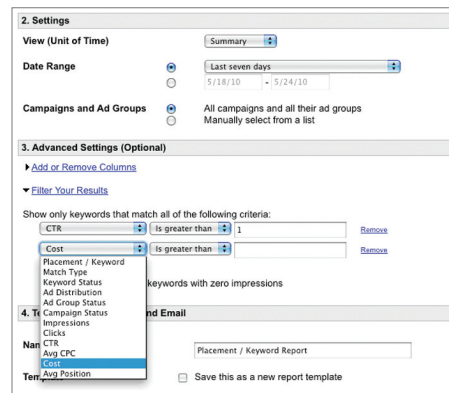 2. Settings
View (Unit of Time) Summary
Date Range Last seven days
5/18/10 - 5/24/10
Campaigns and Ad Groups All campaigns and all their ad groups
Manually select from a list
3. Advanced Settings (Optional)
Add or Remove Columns
Filter Your Results
Show only keywords that match all of the following criteria:
CTR Is greater than 1 Remove
Cost Is greater than Remove
Placement / Keyword
Match Type
Keyword Status
keywords with zero impressions
Ad Distribution
Ad Group Status
Campaign Status
4. T nd Email
Impressions
Clicks
CTR
Avg CPC
Cost
Avg Position
Nam Placement / Keyword Report
Save this as a new report template